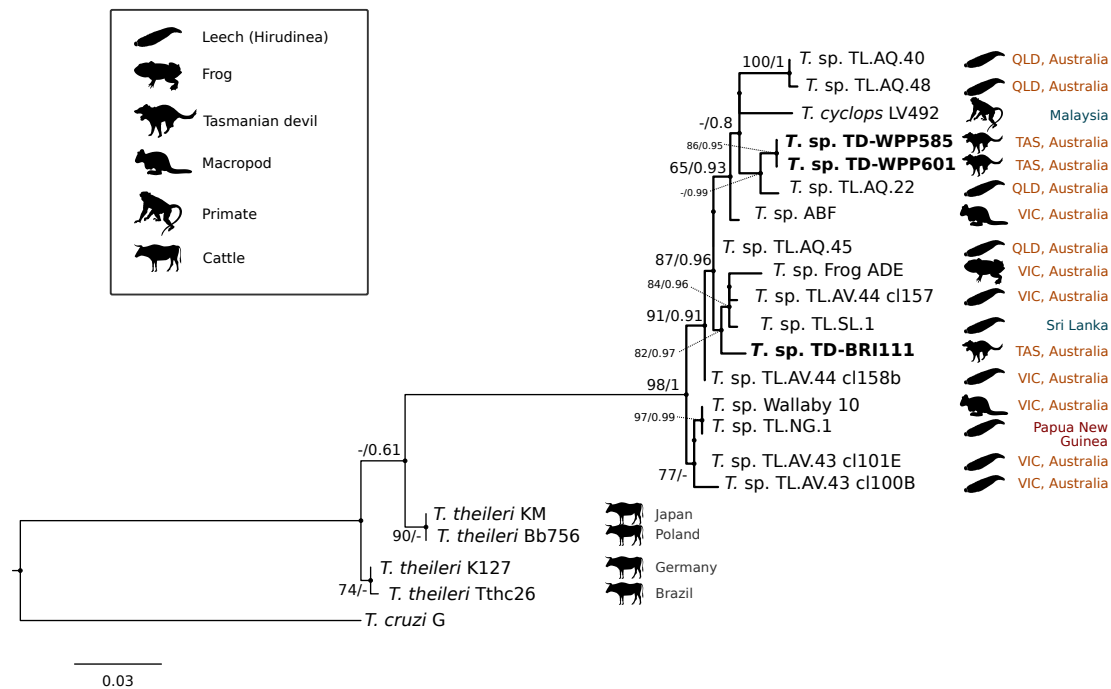 Leech (Hirudinea)
Frog
Tasmanian devil
Macropod
Primate
Cattle
100/1
T. sp. TL.AQ.40
QLD, Australia
T. sp. TL.AQ.48
QLD, Australia
T. cyclops LV492
Malaysia
-/0.8
86/0.95
T. sp. TD-WPP585
TAS, Australia
T. sp. TD-WPP601
TAS, Australia
65/0.93
-/0.99
T. sp. TL.AQ.22
QLD, Australia
T. sp. ABF
VIC, Australia
T. sp. TL.AQ.45
QLD, Australia
87/0.96
T. sp. Frog ADE
VIC, Australia
84/0.96
T. sp. TL.AV.44 cl157
VIC, Australia
91/0.91
T. sp. TL.SL.1
Sri Lanka
82/0.97
T. sp. TD-BRI111
TAS, Australia
T. sp. TL.AV.44 cl158b
VIC, Australia
98/1
T. sp. Wallaby 10
VIC, Australia
97/0.99
T. sp. TL.NG.1
Papua New
Guinea
T. sp. TL.AV.43 cl101E
VIC, Australia
77/-
T. sp. TL.AV.43 cl100B
VIC, Australia
-/0.61
T. theileri KM
Japan
90/-
T. theileri Bb756
Poland
T. theileri K127
Germany
74/-
T. theileri Tthc26
Brazil
T. cruzi G
0.03